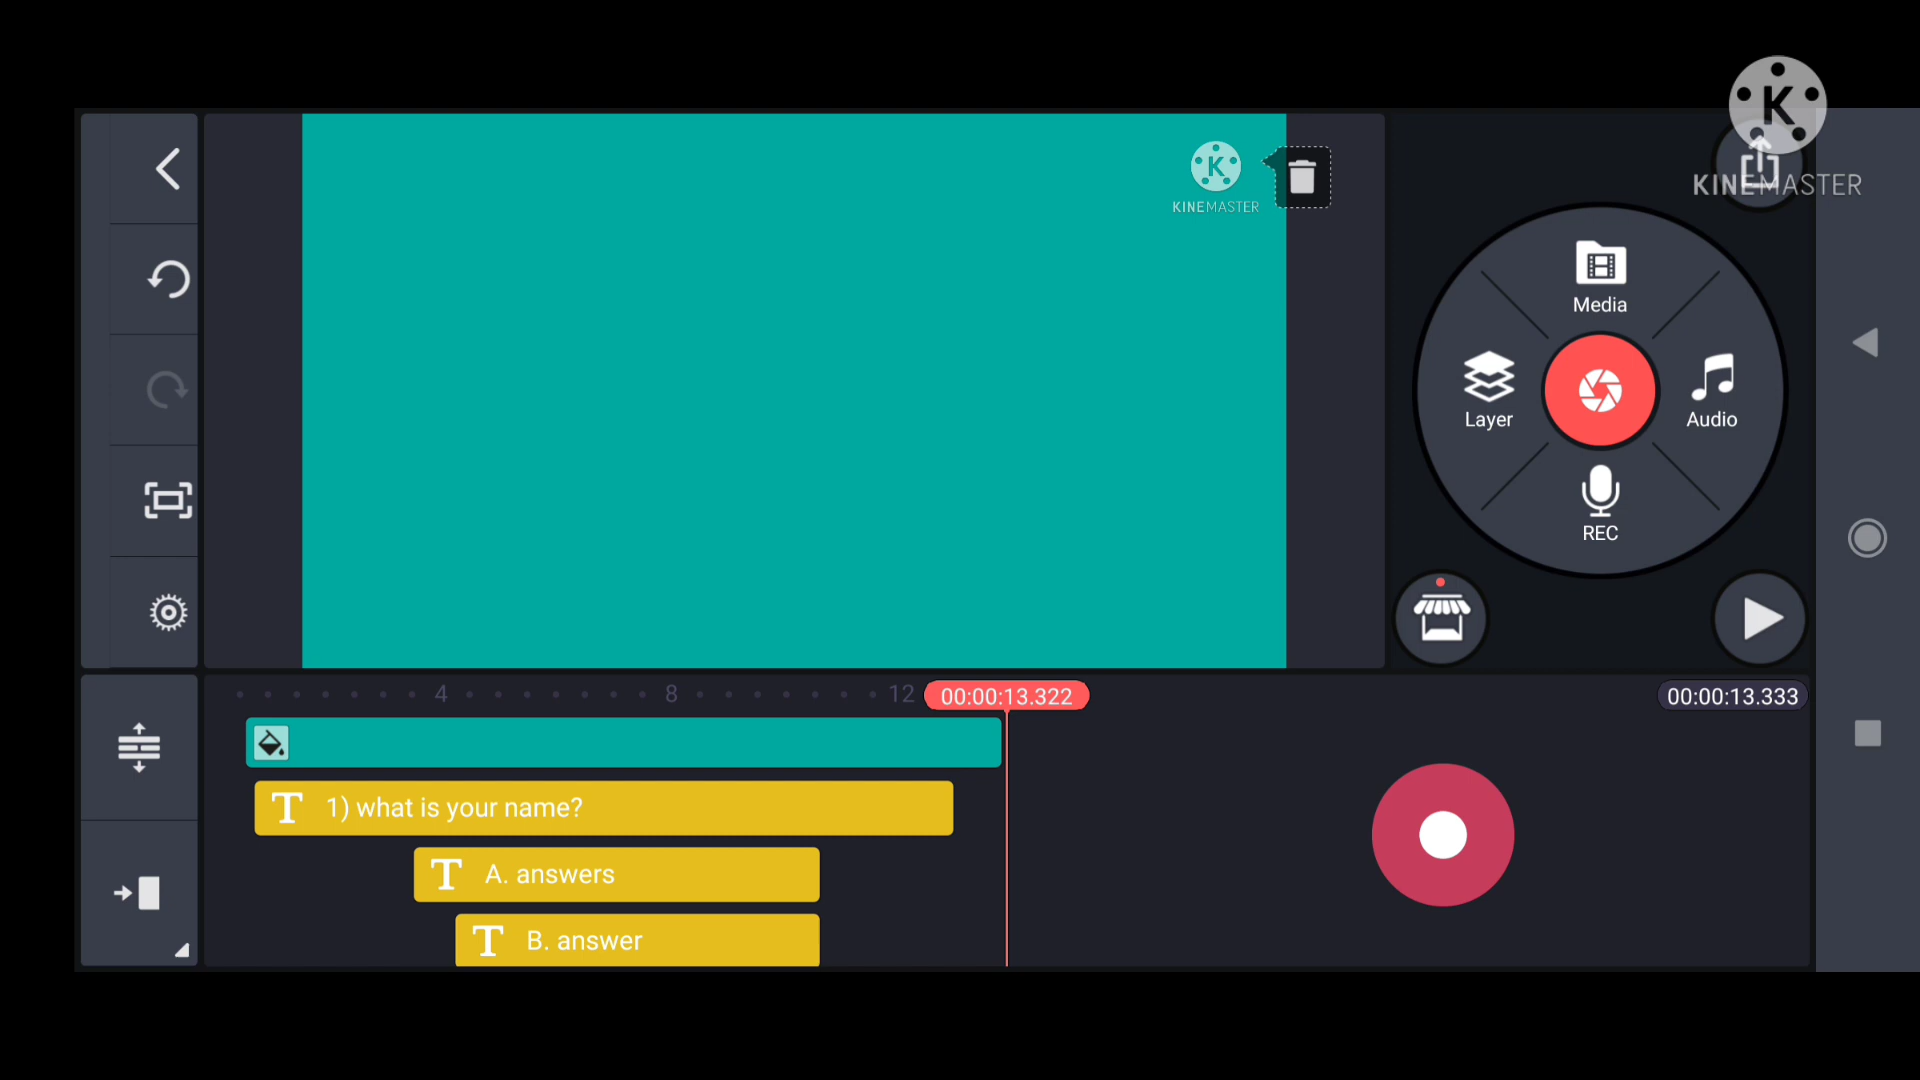 KINEMASTER
KINEMASTER
Media
Layer
Audio
REC
4
8
12
00:00:13.322
00:00:13.333
T 1) what is your name?
T A. answers
T B. answer